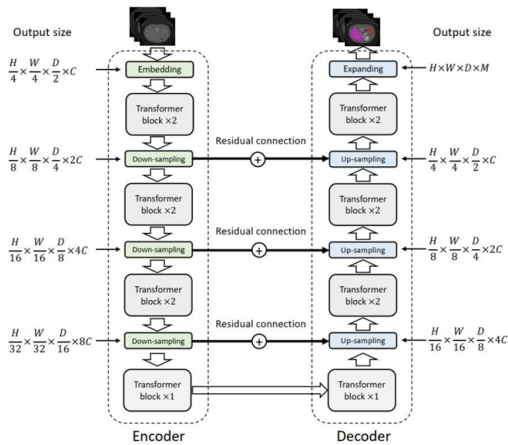 Output size
Output size
Embedding
Expanding
H/4 × W/4 × D/2 × C
H×W×D×M
Transformer
block ×2
Transformer
block ×2
Residual connection
H/8 × W/8 × D/4 × 2C
Down-sampling
+
Up-sampling
H/4 × W/4 × D/2 × C
Transformer
block ×2
Transformer
block ×2
Residual connection
H/16 × W/16 × D/8 × 4C
Down-sampling
+
Up-sampling
H/8 × W/8 × D/4 × 2C
Transformer
block ×2
Transformer
block ×2
Residual connection
H/32 × W/32 × D/16 × 8C
Down-sampling
+
Up-sampling
H/16 × W/16 × D/8 × 4C
Transformer
block ×1
Transformer
block ×1
Encoder
Decoder